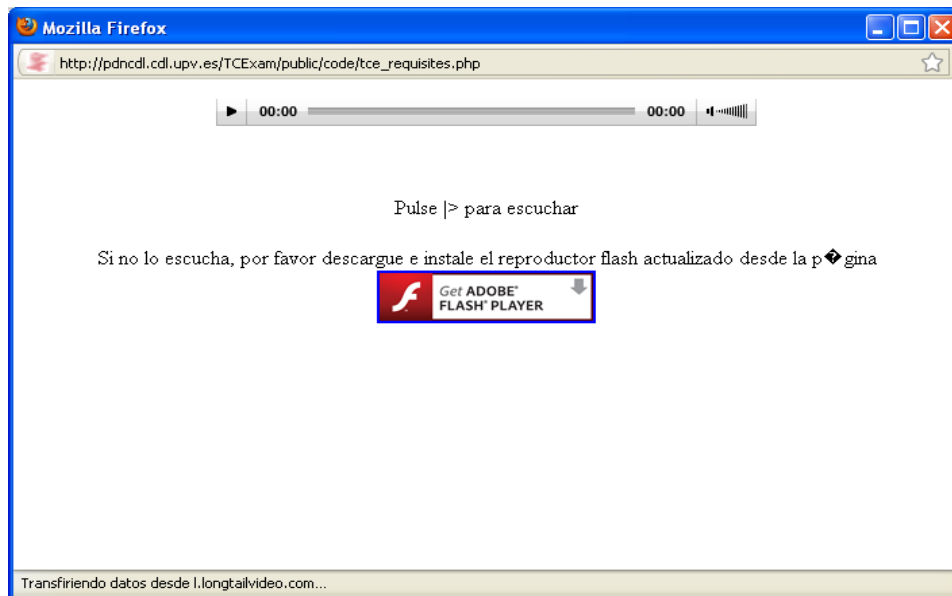 Mozilla Firefox
http://pdncdl.cdl.upv.es/TCExam/public/code/tce_requisites.php
00:00 00:00
Pulse |> para escuchar
Si no lo escucha, por favor descargue e instale el reproductor flash actualizado desde la p�gina
Get ADOBE®
FLASH® PLAYER
Transfiriendo datos desde l.longtailvideo.com...